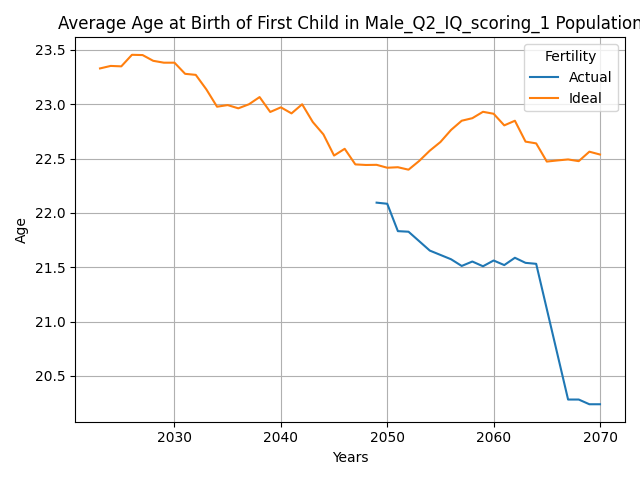 Average Age at Birth of First Child in Male_Q2_IQ_scoring_1 Population
Fertility
Actual
Ideal
Age
23.5
23.0
22.5
22.0
21.5
21.0
20.5
2030 2040 2050 2060 2070
Years